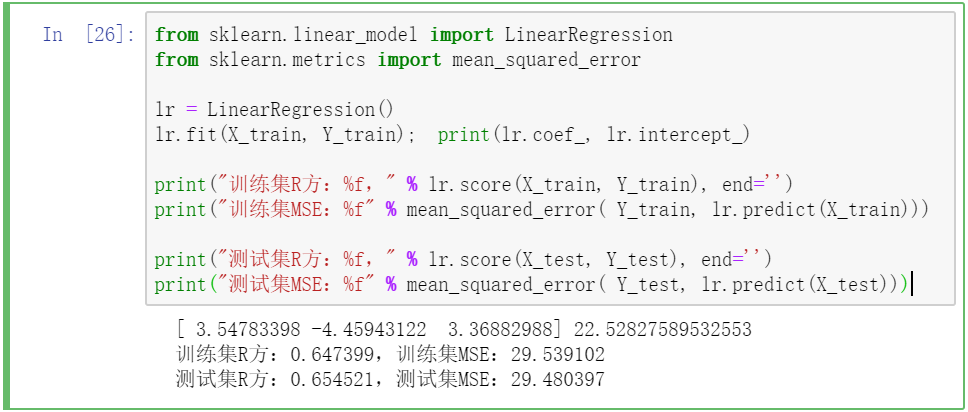 In [26]: from sklearn.linear_model import LinearRegression
from sklearn.metrics import mean_squared_error
lr = LinearRegression()
lr.fit(X_train, Y_train);  print(lr.coef_, lr.intercept_)
print("训练集R方：%f，" % lr.score(X_train, Y_train), end='')
print("训练集MSE：%f" % mean_squared_error( Y_train, lr.predict(X_train)))
print("测试集R方：%f，" % lr.score(X_test, Y_test), end='')
print("测试集MSE：%f" % mean_squared_error( Y_test, lr.predict(X_test)))
[ 3.54783398 -4.45943122  3.36882988] 22.52827589532553
训练集R方：0.647399，训练集MSE：29.539102
测试集R方：0.654521，测试集MSE：29.480397